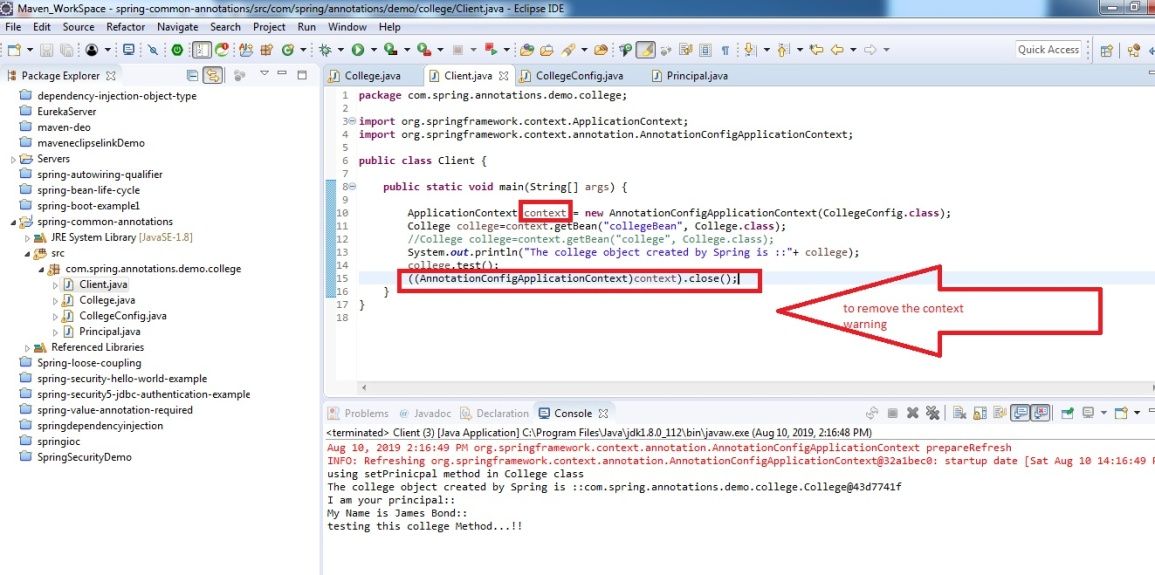 Maven_WorkSpace - spring-common-annotations/src/com/spring/annotations/demo/college/Client.java - Eclipse IDE
File Edit Source Refactor Navigate Search Project Run Window Help
Quick Access
Package Explorer
dependency-injection-object-type
EurekaServer
maven-deo
maveneclipselinkDemo
Servers
spring-autowiring-qualifier
spring-bean-life-cycle
spring-boot-example1
spring-common-annotations
JRE System Library [JavaSE-1.8]
src
com.spring.annotations.demo.college
Client.java
College.java
CollegeConfig.java
Principal.java
Referenced Libraries
Spring-loose-coupling
spring-security-hello-world-example
spring-security5-jdbc-authentication-example
spring-value-annotation-required
springdependencyinjection
springioc
SpringSecurityDemo
College.java Client.java CollegeConfig.java Principal.java
1 package com.spring.annotations.demo.college;
2
3 import org.springframework.context.ApplicationContext;
4 import org.springframework.context.annotation.AnnotationConfigApplicationContext;
5
6 public class Client {
7
8 public static void main(String[] args) {
9
10 ApplicationContext context = new AnnotationConfigApplicationContext(CollegeConfig.class);
11 College college=context.getBean("collegeBean", College.class);
12 //College college=context.getBean("college", College.class);
13 System.out.println("The college object created by Spring is ::"+ college);
14 college.test();
15 ((AnnotationConfigApplicationContext)context).close();
16 }
17 }
18
to remove the context
warning
Problems Javadoc Declaration Console
<terminated> Client (3) [Java Application] C:\Program Files\Java\jdk1.8.0_112\bin\javaw.exe (Aug 10, 2019, 2:16:48 PM)
Aug 10, 2019 2:16:49 PM org.springframework.context.annotation.AnnotationConfigApplicationContext prepareRefresh
INFO: Refreshing org.springframework.context.annotation.AnnotationConfigApplicationContext@32a1bec0: startup date [Sat Aug 10 14:16:49
using setPrinicipal method in College class
The college object created by Spring is ::com.spring.annotations.demo.college.College@43d7741f
I am your principal::
My Name is James Bond::
testing this college Method...!!